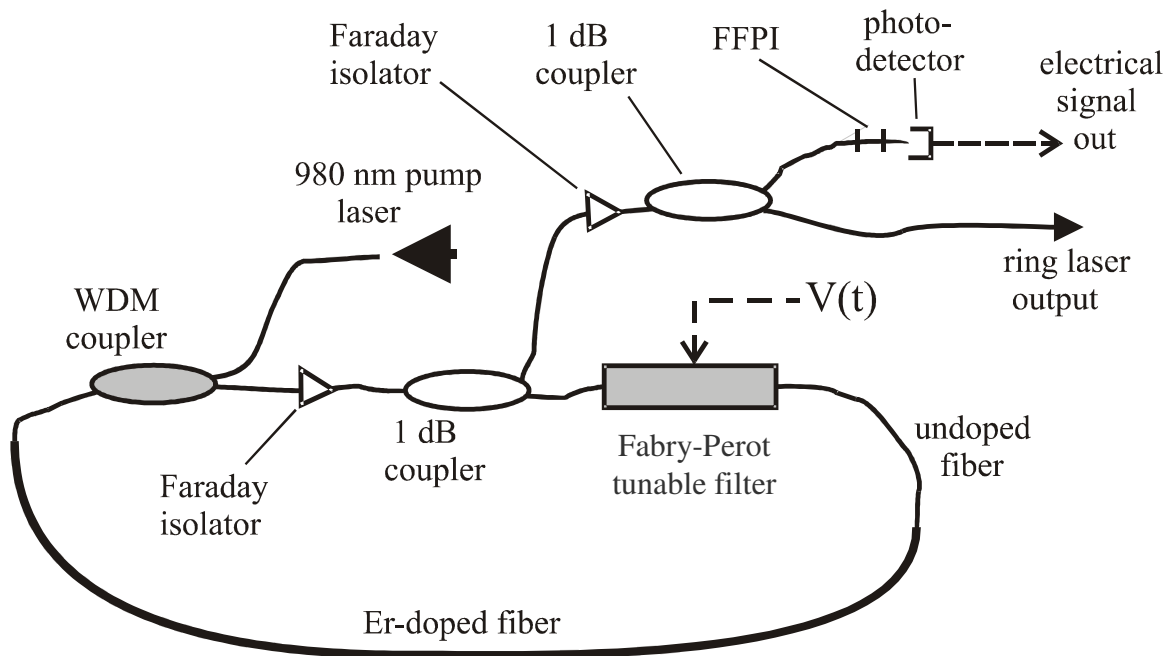 Faraday
isolator
1 dB
coupler
FFPI
photo-
detector
electrical
signal
out
980 nm pump
laser
ring laser
output
WDM
coupler
V(t)
1 dB
coupler
Fabry-Perot
tunable filter
undoped
fiber
Faraday
isolator
Er-doped fiber